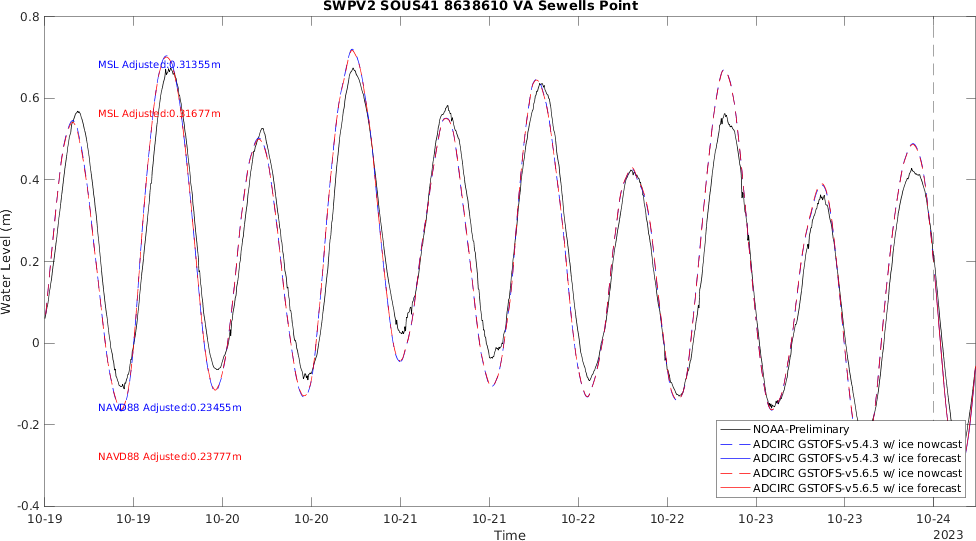 SWPV2 SOUS41 8638610 VA Sewells Point
0.8
0.6
0.4
0.2
0
-0.2
-0.4
Water Level (m)
MSL Adjusted:0.31355m
MSL Adjusted:0.31677m
NAVD88 Adjusted:0.23455m
NAVD88 Adjusted:0.23777m
NOAA-Preliminary
ADCIRC GSTOFS-v5.4.3 w/ ice nowcast
ADCIRC GSTOFS-v5.4.3 w/ ice forecast
ADCIRC GSTOFS-v5.6.5 w/ ice nowcast
ADCIRC GSTOFS-v5.6.5 w/ ice forecast
10-19 10-19 10-20 10-20 10-21 10-21 10-22 10-22 10-23 10-23 10-24
Time
2023